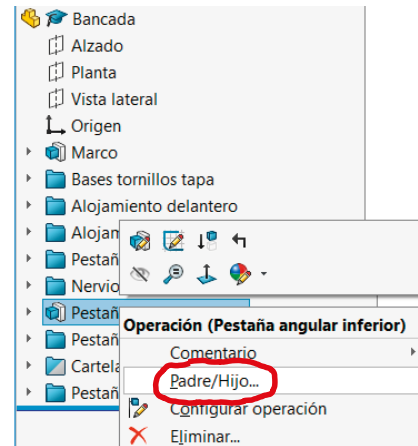 Bancada
Alzado
Planta
Vista lateral
Origen
Marco
Bases tornillos tapa
Alojamiento delantero
Alojam
Pestañ
Nervio
Pestañ
Operación (Pestaña angular inferior)
Pestañ
Comentario
Cartela
Padre/Hijo...
Pestañ
Configurar operación
Eliminar...